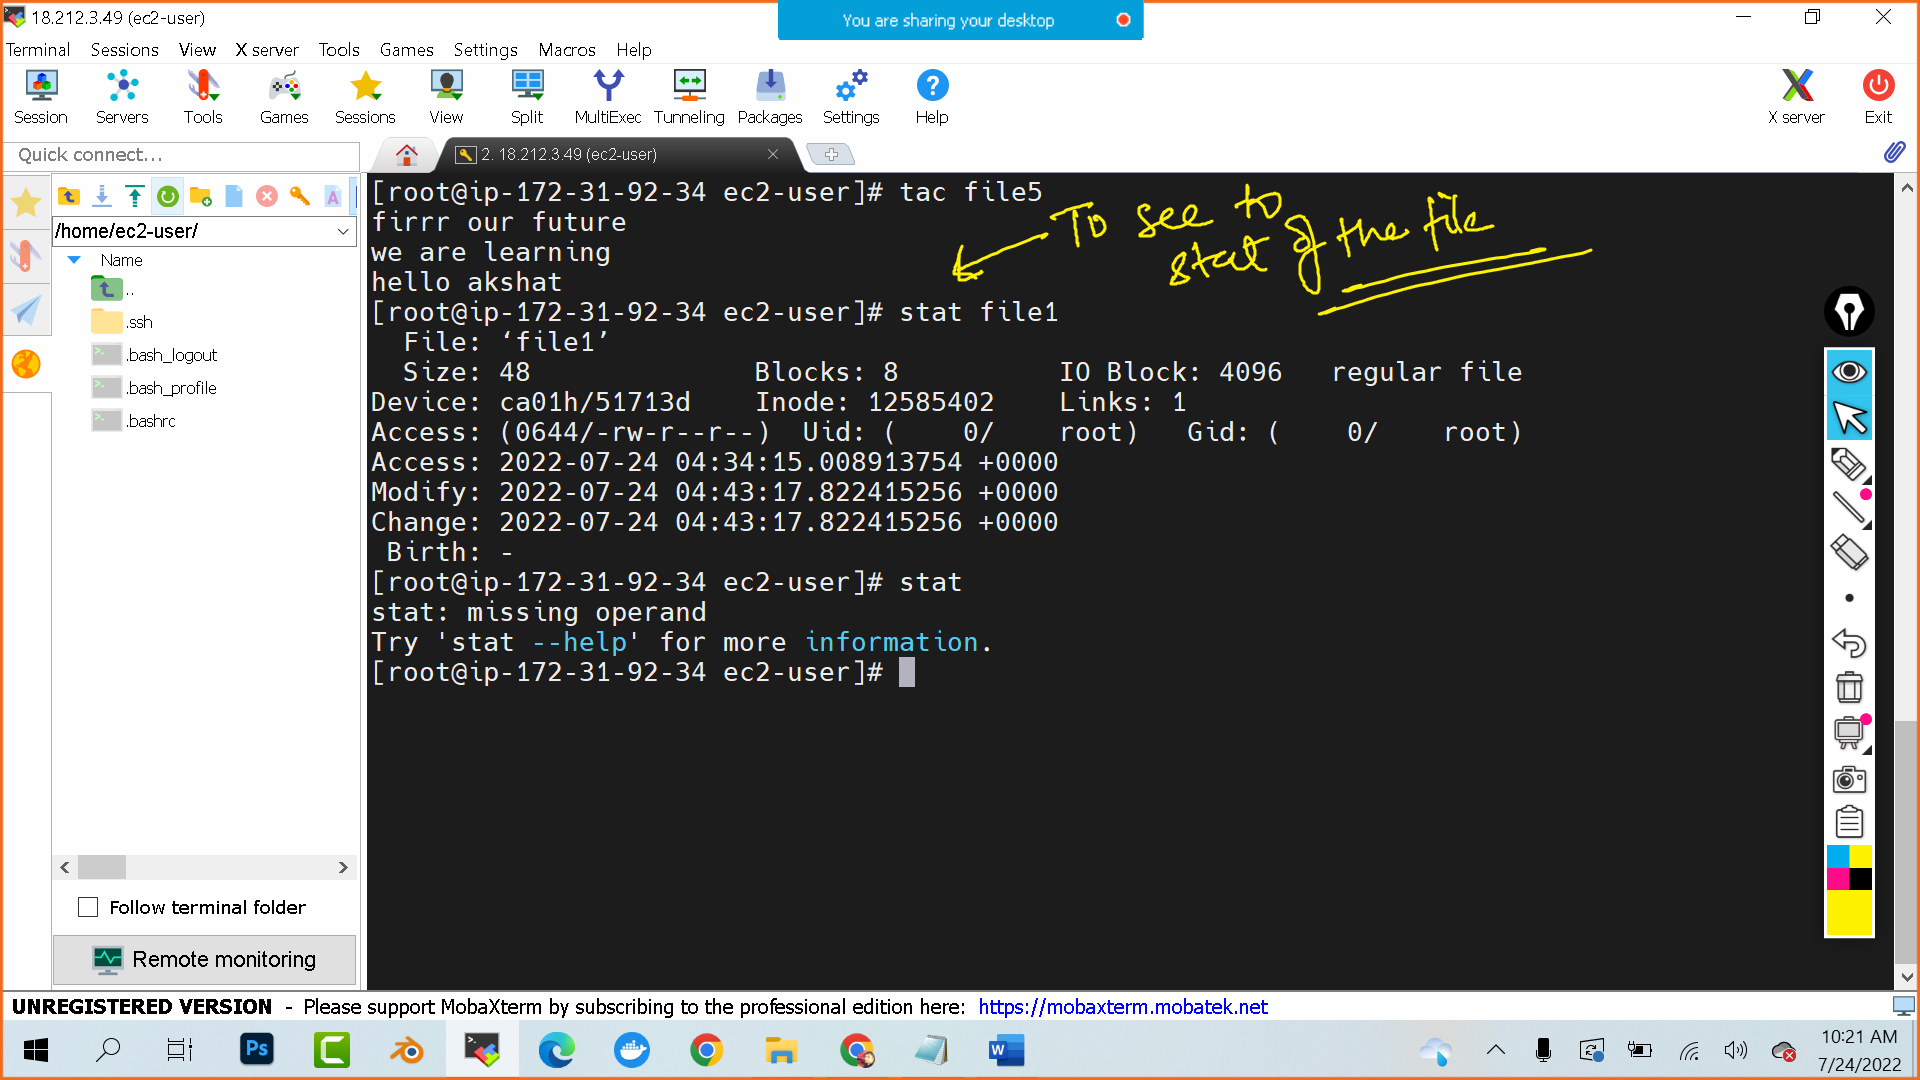 18.212.3.49 (ec2-user)
You are sharing your desktop
Terminal Sessions View X server Tools Games Settings Macros Help
Session Servers Tools Games Sessions View Split MultiExec Tunneling Packages Settings Help X server Exit
Quick connect...
2. 18.212.3.49 (ec2-user)
/home/ec2-user/
Name
..
.ssh
.bash_logout
.bash_profile
.bashrc
Follow terminal folder
Remote monitoring
[root@ip-172-31-92-34 ec2-user]# tac file5
firrr our future
we are learning
hello akshat
To see to
stat of the file
[root@ip-172-31-92-34 ec2-user]# stat file1
File: ‘file1’
Size: 48 Blocks: 8 IO Block: 4096 regular file
Device: ca01h/51713d Inode: 12585402 Links: 1
Access: (0644/-rw-r--r--) Uid: ( 0/ root) Gid: ( 0/ root)
Access: 2022-07-24 04:34:15.008913754 +0000
Modify: 2022-07-24 04:43:17.822415256 +0000
Change: 2022-07-24 04:43:17.822415256 +0000
Birth: -
[root@ip-172-31-92-34 ec2-user]# stat
stat: missing operand
Try 'stat --help' for more information.
[root@ip-172-31-92-34 ec2-user]#
UNREGISTERED VERSION - Please support MobaXterm by subscribing to the professional edition here: https://mobaxterm.mobatek.net
Ps
C
W
10:21 AM
7/24/2022